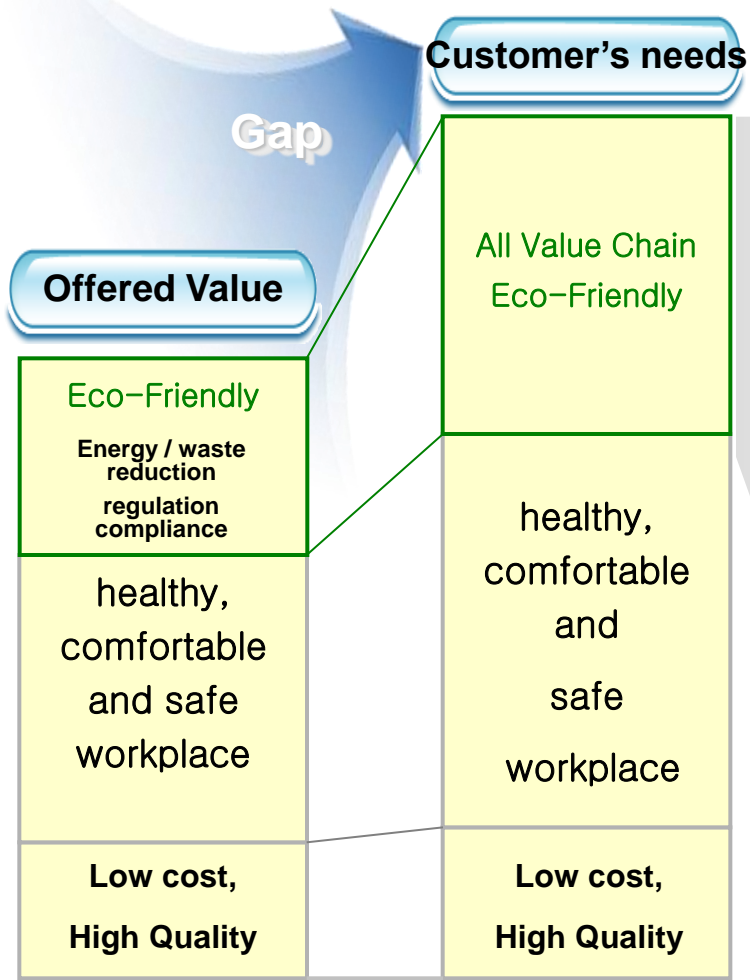 Customer's needs
Gap
Offered Value
Eco-Friendly
Energy / waste
reduction
regulation
compliance
healthy,
comfortable
and safe
workplace
Low cost,
High Quality
All Value Chain
Eco-Friendly
healthy,
comfortable
and
safe
workplace
Low cost,
High Quality